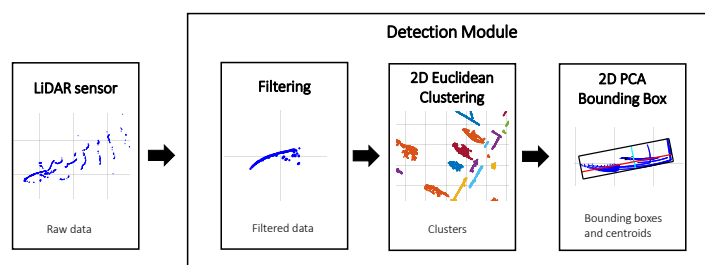 Detection Module
LiDAR sensor
Raw data
Filtering
Filtered data
2D Euclidean
Clustering
Clusters
2D PCA
Bounding Box
Bounding boxes
and centroids